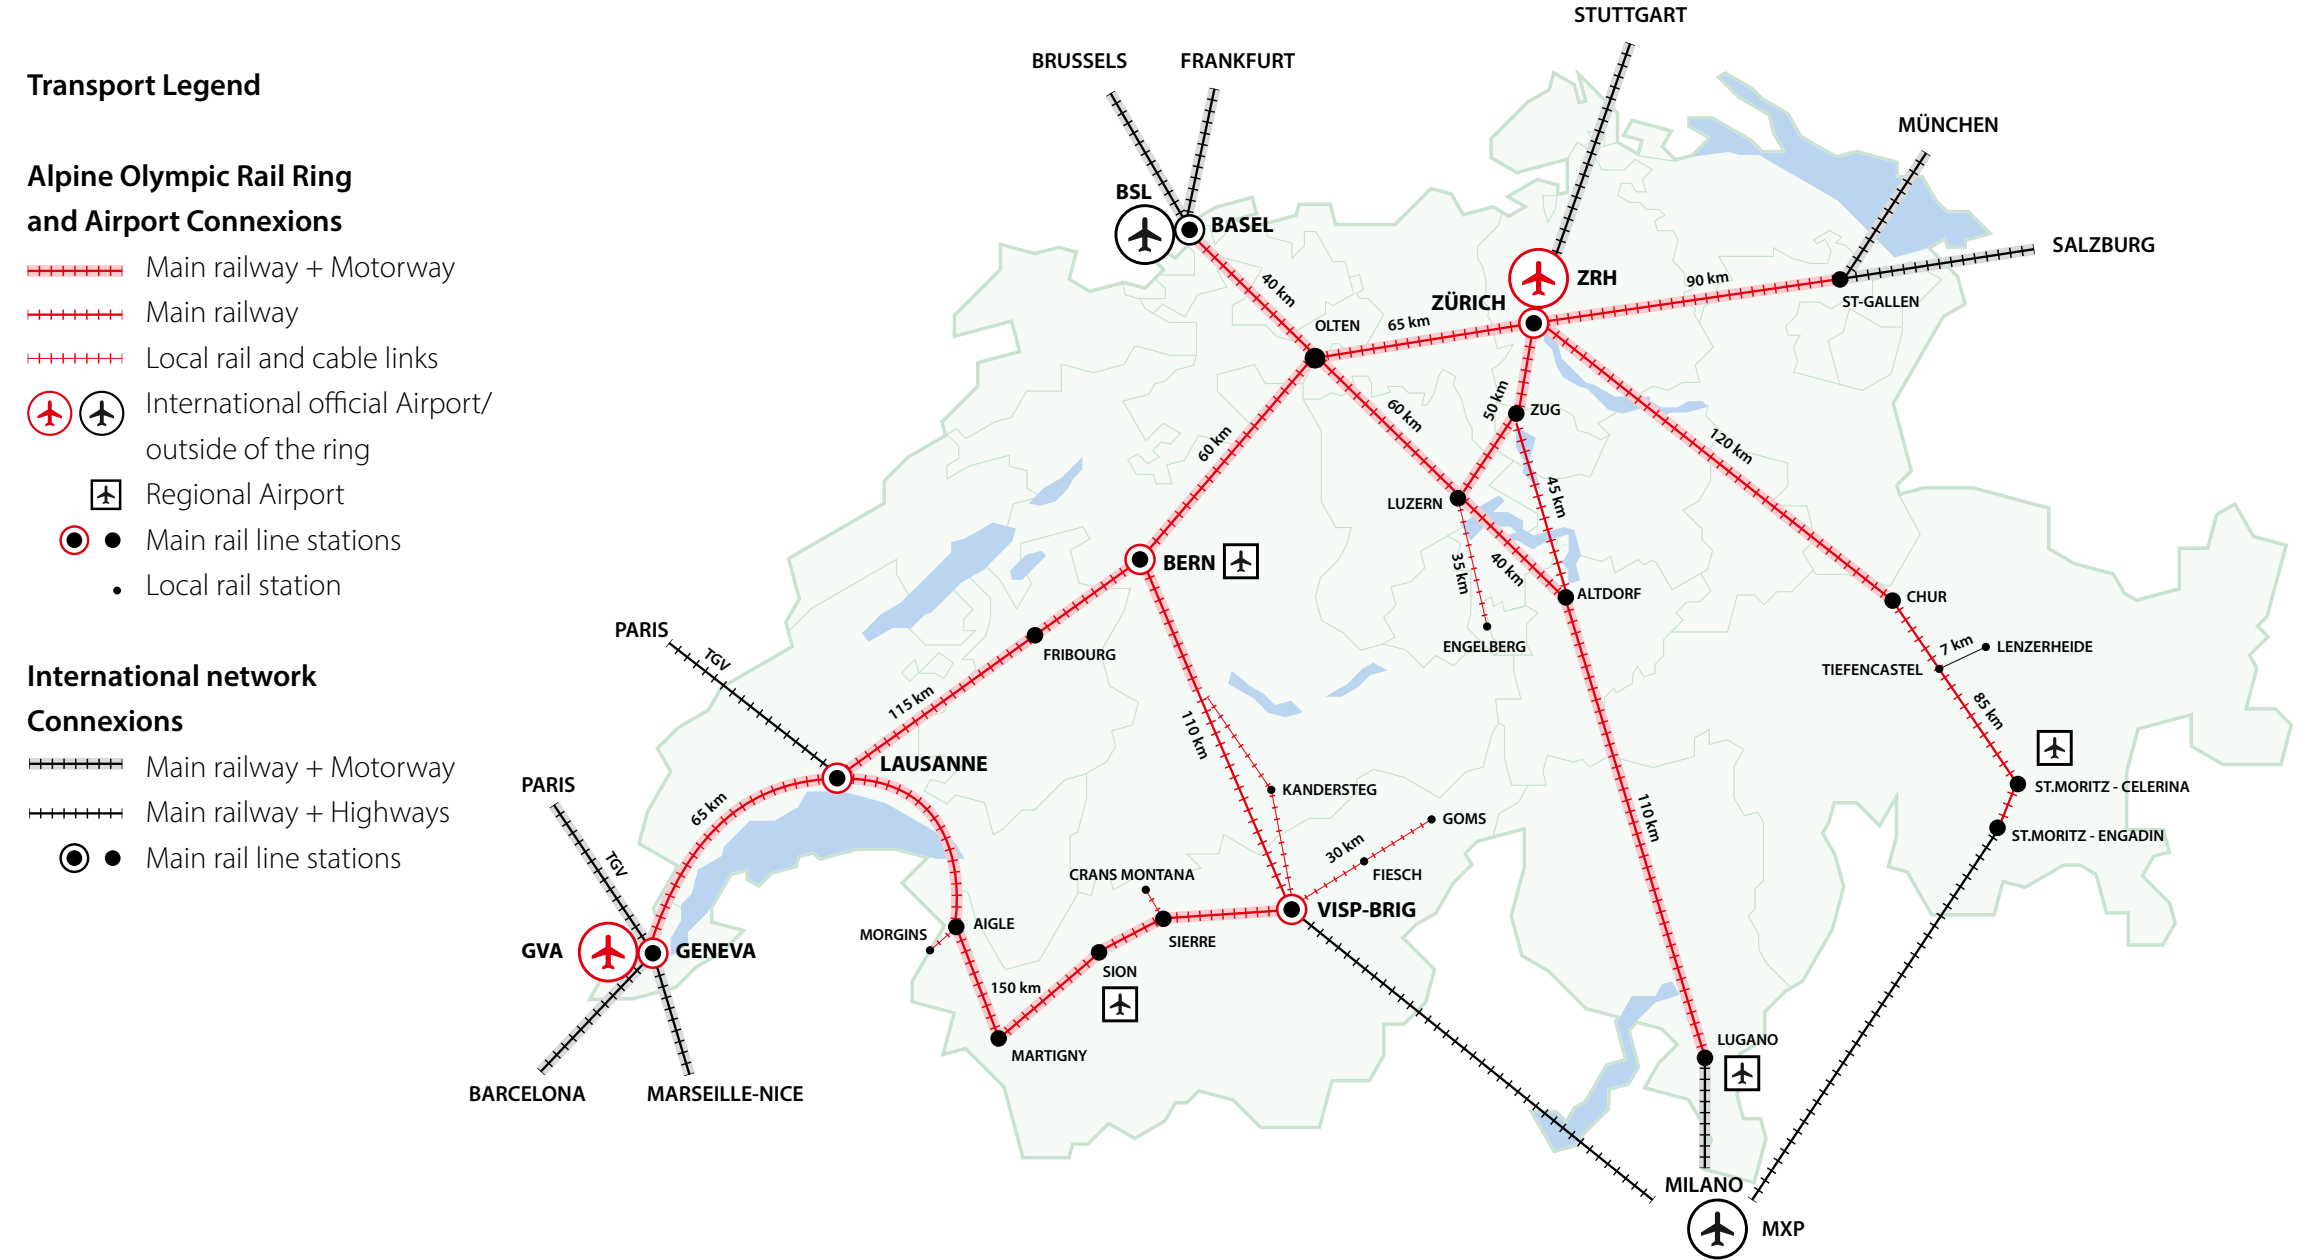 Transport Legend
Alpine Olympic Rail Ring
and Airport Connexions
Main railway + Motorway
Main railway
Local rail and cable links
International official Airport/
outside of the ring
Regional Airport
Main rail line stations
Local rail station
International network
Connexions
Main railway + Motorway
Main railway + Highways
Main rail line stations
STUTTGART
BRUSSELS
FRANKFURT
MÜNCHEN
BSL
BASEL
SALZBURG
ZRH
40 km
90 km
ZÜRICH
ST-GALLEN
OLTEN
65 km
50 km
ZUG
60 km
60 km
120 km
45 km
LUZERN
BERN
35 km
40 km
ALTDORF
CHUR
PARIS
TGV
FRIBOURG
ENGELBERG
7 km
LENZERHEIDE
TIEFENCASTEL
115 km
110 km
85 km
LAUSANNE
PARIS
KANDERSTEG
ST.MORITZ - CELERINA
65 km
GOMS
110 km
ST.MORITZ - ENGADIN
TGV
30 km
CRANS MONTANA
FIESCH
VISP-BRIG
AIGLE
MORGINS
SIERRE
GVA
GENEVA
SION
150 km
LUGANO
MARTIGNY
BARCELONA
MARSEILLE-NICE
MILANO
MXP